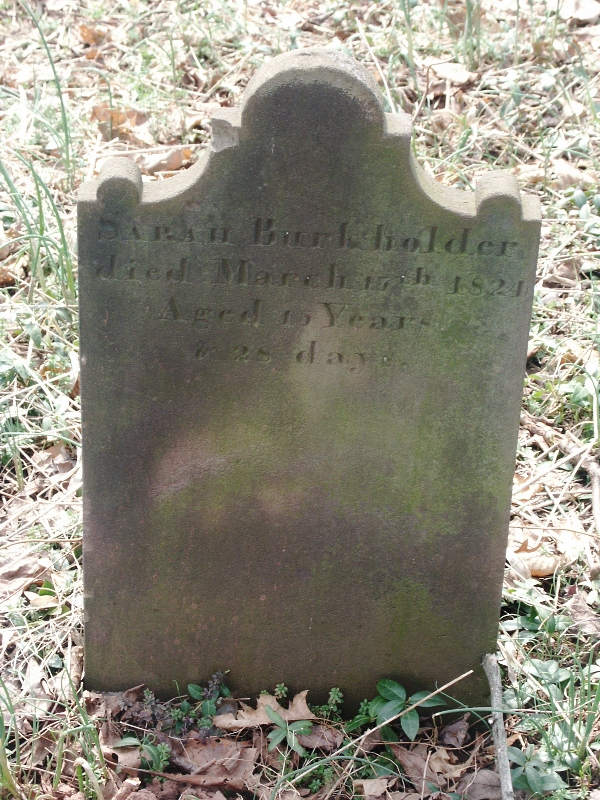 SARAH Burkholder
died March 17th 1824
Aged 15 Years
& 28 days.